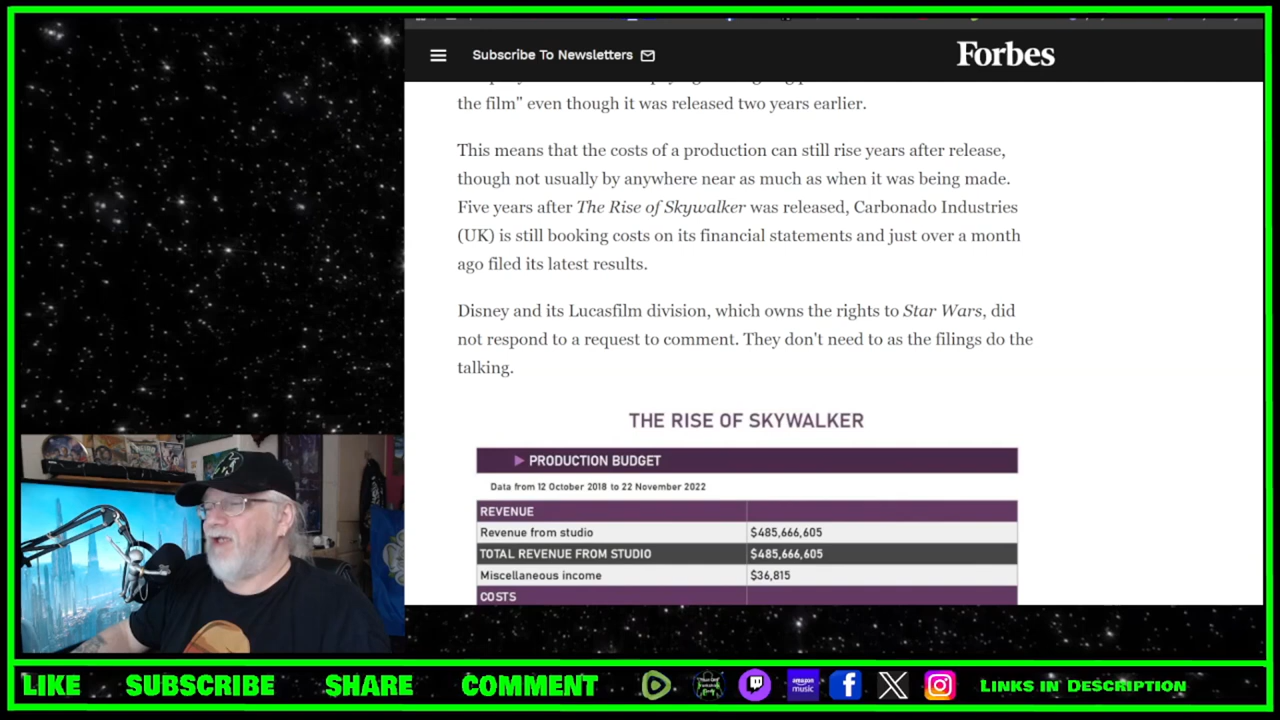 Subscribe To Newsletters
Forbes
the film" even though it was released two years earlier.
This means that the costs of a production can still rise years after release,
though not usually by anywhere near as much as when it was being made.
Five years after The Rise of Skywalker was released, Carbonado Industries
(UK) is still booking costs on its financial statements and just over a month
ago filed its latest results.
Disney and its Lucasfilm division, which owns the rights to Star Wars, did
not respond to a request to comment. They don't need to as the filings do the
talking.
THE RISE OF SKYWALKER
PRODUCTION BUDGET
Data from 12 October 2018 to 22 November 2022
REVENUE
Revenue from studio $485,666,605
TOTAL REVENUE FROM STUDIO $485,666,605
Miscellaneous income $36,815
COSTS
LIKE SUBSCRIBE SHARE COMMENT amazon music LINKS IN DESCRIPTION